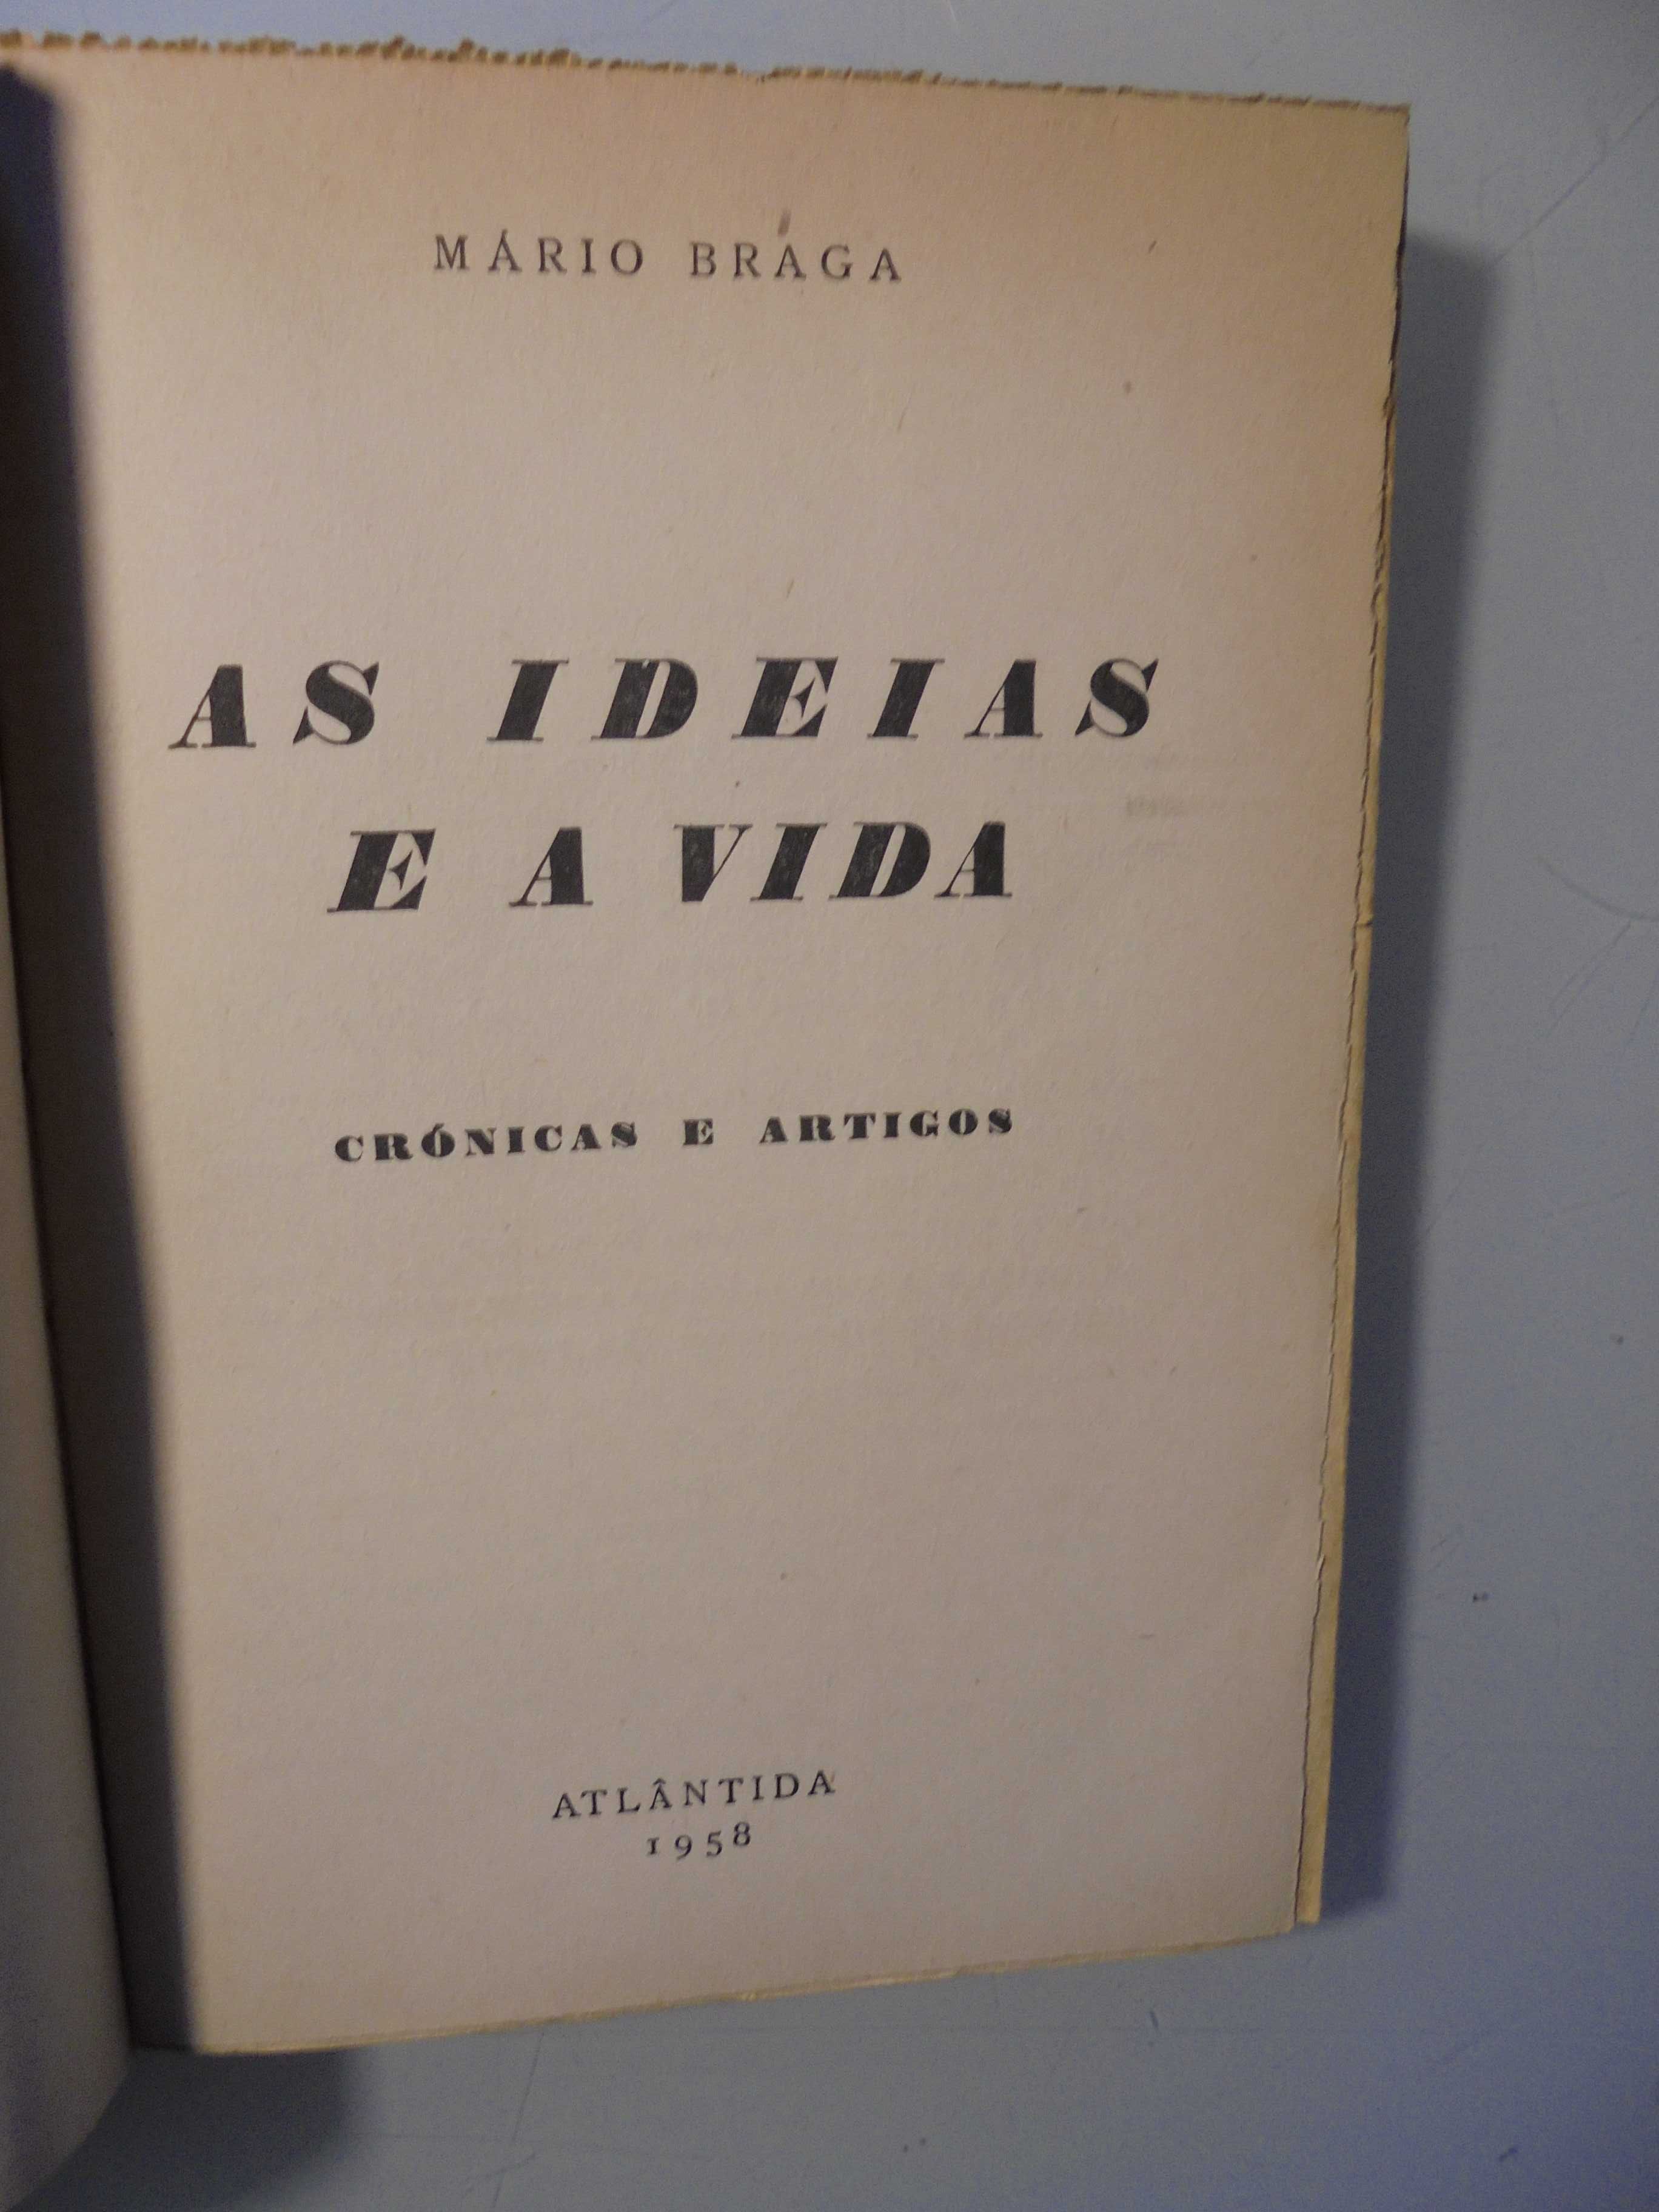 MÁRIO BRAGA
AS IDEIAS
E A VIDA
CRÓNICAS E ARTIGOS
ATLÂNTIDA
1958